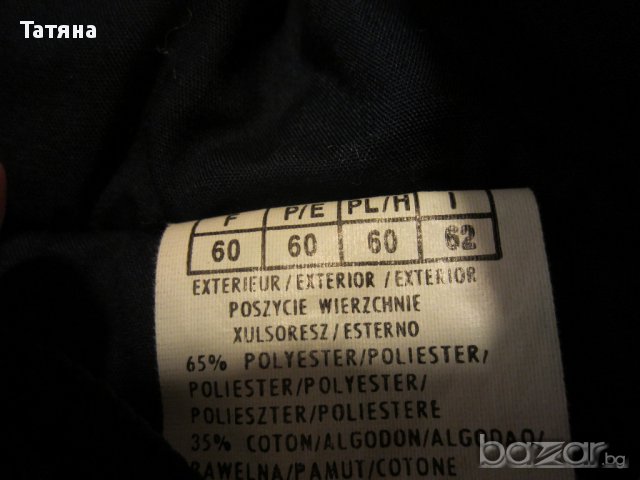 Татяна
F P/E PL/H I
60 60 60 62
EXTERIEUR/EXTERIOR/EXTERIOR
POSZYCIE WIERZCHNIE
XULSORESZ/ESTERNO
65% POLYESTER/POLIESTER/
POLIESTER/POLYESTER/
POLIESZTER/POLIESTERE
35% COTON/ALGODON/ALGODAO/
BAWELNA/PAMUT/COTONE
bazar.bg